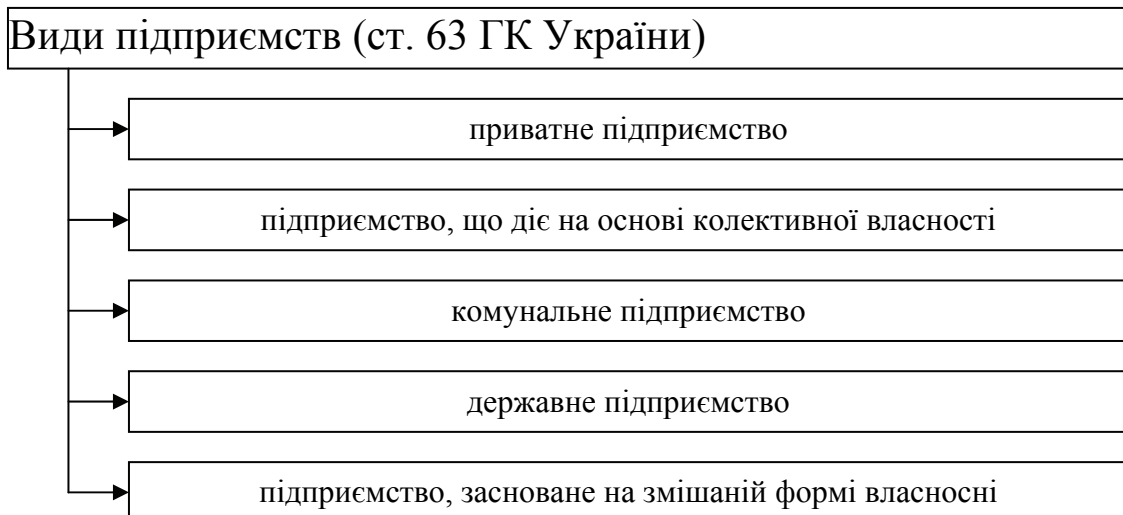 Види підприємств (ст. 63 ГК України)
приватне підприємство
підприємство, що діє на основі колективної власності
комунальне підприємство
державне підприємство
підприємство, засноване на змішаній формі власносні